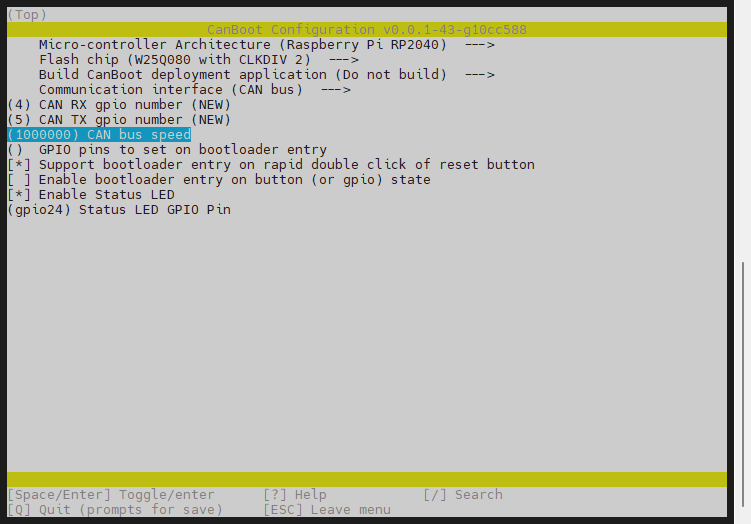 (Top)
CanBoot Configuration v0.0.1-43-g10cc588
Micro-controller Architecture (Raspberry Pi RP2040)  --->
Flash chip (W25Q080 with CLKDIV 2)  --->
Build CanBoot deployment application (Do not build)  --->
Communication interface (CAN bus)  --->
(4) CAN RX gpio number (NEW)
(5) CAN TX gpio number (NEW)
(1000000) CAN bus speed
()  GPIO pins to set on bootloader entry
[*] Support bootloader entry on rapid double click of reset button
[ ] Enable bootloader entry on button (or gpio) state
[*] Enable Status LED
(gpio24) Status LED GPIO Pin
[Space/Enter] Toggle/enter      [?] Help            [/] Search
[Q] Quit (prompts for save)     [ESC] Leave menu